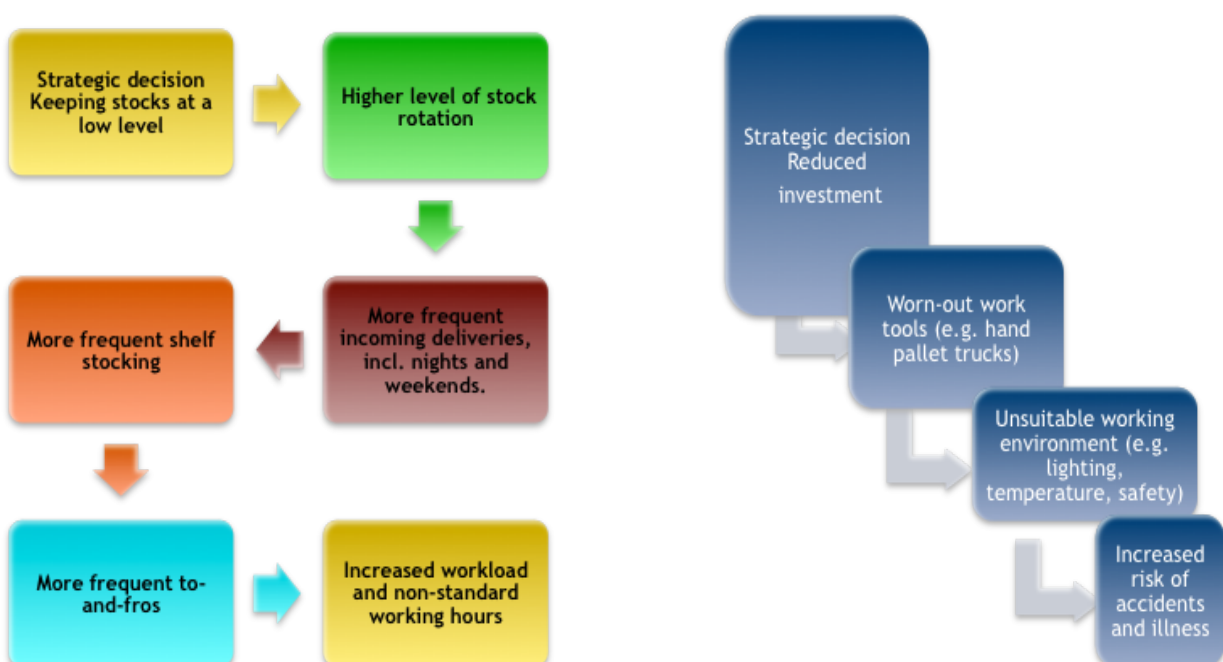 Strategic decision
Keeping stocks at a
low level
Higher level of stock
rotation
More frequent
incoming deliveries,
incl. nights and
weekends.
More frequent shelf
stocking
More frequent to-
and-fros
Increased workload
and non-standard
working hours
Strategic decision
Reduced
investment
Worn-out work
tools (e.g. hand
pallet trucks)
Unsuitable working
environment (e.g.
lighting,
temperature, safety)
Increased
risk of
accidents
and illness